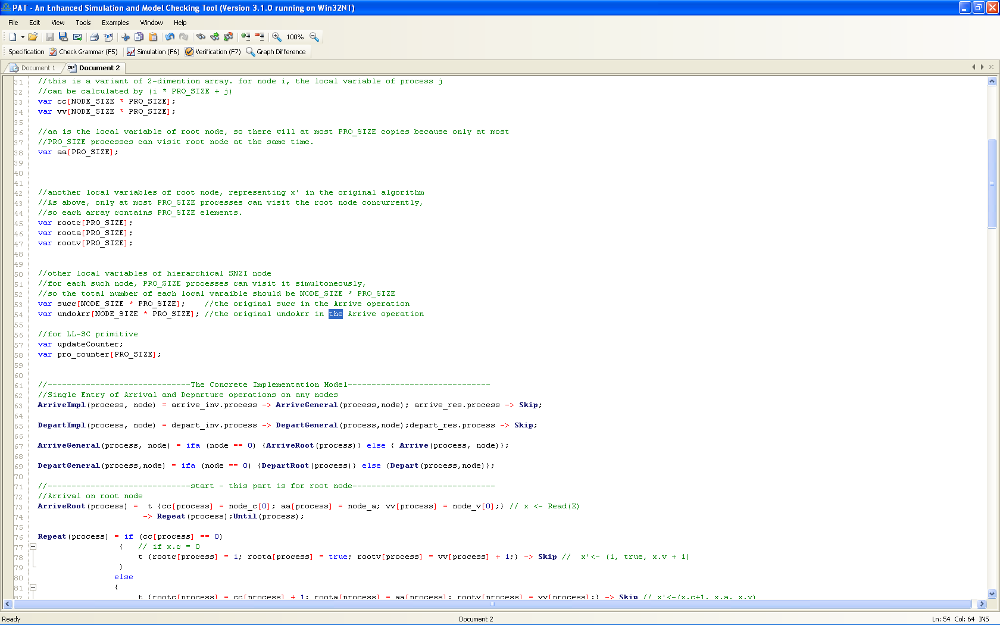 PAT - An Enhanced Simulation and Model Checking Tool (Version 3.1.0 running on Win32NT)
File Edit View Tools Examples Window Help
100%
Specification Check Grammar (F5) Simulation (F6) Verification (F7) Graph Difference
Document 1 Document 2
31 //this is a variant of 2-dimention array. for node i, the local variable of process j
32 //can be calculated by (i * PRO_SIZE + j)
33 var cc[NODE_SIZE * PRO_SIZE];
34 var vv[NODE_SIZE * PRO_SIZE];
35
36 //aa is the local variable of root node, so there will at most PRO_SIZE copies because only at most
37 //PRO_SIZE processes can visit root node at the same time.
38 var aa[PRO_SIZE];
39
40
41
42 //another local variables of root node, representing x' in the original algorithm
43 //As above, only at most PRO_SIZE processes can visit the root node concurrently,
44 //so each array contains PRO_SIZE elements.
45 var rootc[PRO_SIZE];
46 var roota[PRO_SIZE];
47 var rootv[PRO_SIZE];
48
49
50 //other local variables of hierarchical SNZI node
51 //for each such node, PRO_SIZE processes can visit it simultoneously,
52 //so the total number of each local varaible should be NODE_SIZE * PRO_SIZE
53 var succ[NODE_SIZE * PRO_SIZE];    //the original succ in the Arrive operation
54 var undoArr[NODE_SIZE * PRO_SIZE]; //the original undoArr in the Arrive operation
55
56 //for LL-SC primitive
57 var updateCounter;
58 var pro_counter[PRO_SIZE];
59
60
61 //------------------------------The Concrete Implementation Model------------------------------
62 //Single Entry of Arrival and Departure operations on any nodes
63 ArriveImpl(process, node) = arrive_inv.process -> ArriveGeneral(process,node); arrive_res.process -> Skip;
64
65 DepartImpl(process, node) = depart_inv.process -> DepartGeneral(process,node);depart_res.process -> Skip;
66
67 ArriveGeneral(process, node) = ifa (node == 0) {ArriveRoot(process)} else { Arrive(process, node)};
68
69 DepartGeneral(process,node) = ifa (node == 0) {DepartRoot(process)} else {Depart(process,node)};
70
71 //------------------------------start - this part is for root node------------------------------
72 //Arrival on root node
73 ArriveRoot(process) =  t {cc[process] = node_c[0]; aa[process] = node_a; vv[process] = node_v[0];} // x <- Read(X)
74 -> Repeat(process);Until(process);
75
76 Repeat(process) = if (cc[process] == 0)
77 {   // if x.c = 0
78 t {rootc[process] = 1; roota[process] = true; rootv[process] = vv[process] + 1;} -> Skip //  x'<- (1, true, x.v + 1)
79 }
80 else
81 {
82 t {rootc[process] = cc[process] + 1; roota[process] = aa[process]; rootv[process] = vv[process];} -> Skip // x'<-(x.c+1, x.a, x.v)
Ready Document 2 Ln: 54 Col: 64 INS